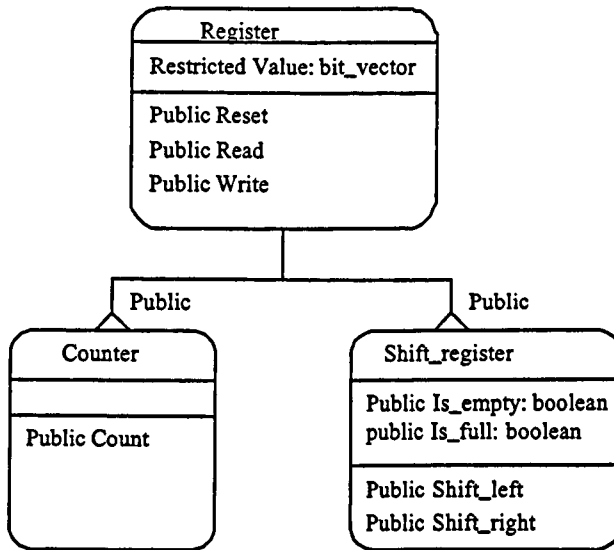 Register
Restricted Value: bit_vector
Public Reset
Public Read
Public Write
Public
Public
Counter
Public Count
Shift_register
Public Is_empty: boolean
public Is_full: boolean
Public Shift_left
Public Shift_right